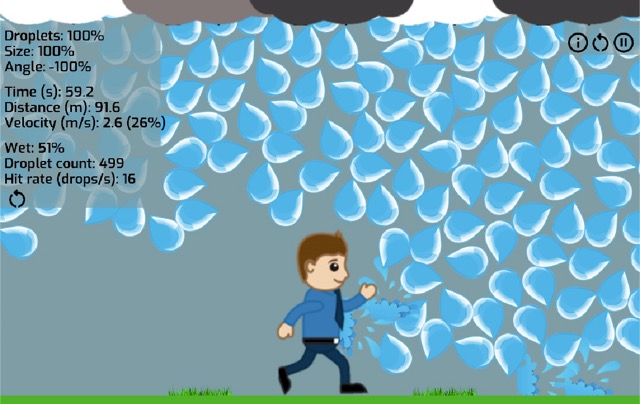 Droplets: 100%
Size: 100%
Angle: -100%
Time (s): 59.2
Distance (m): 91.6
Velocity (m/s): 2.6 (26%)
Wet: 51%
Droplet count: 499
Hit rate (drops/s): 16